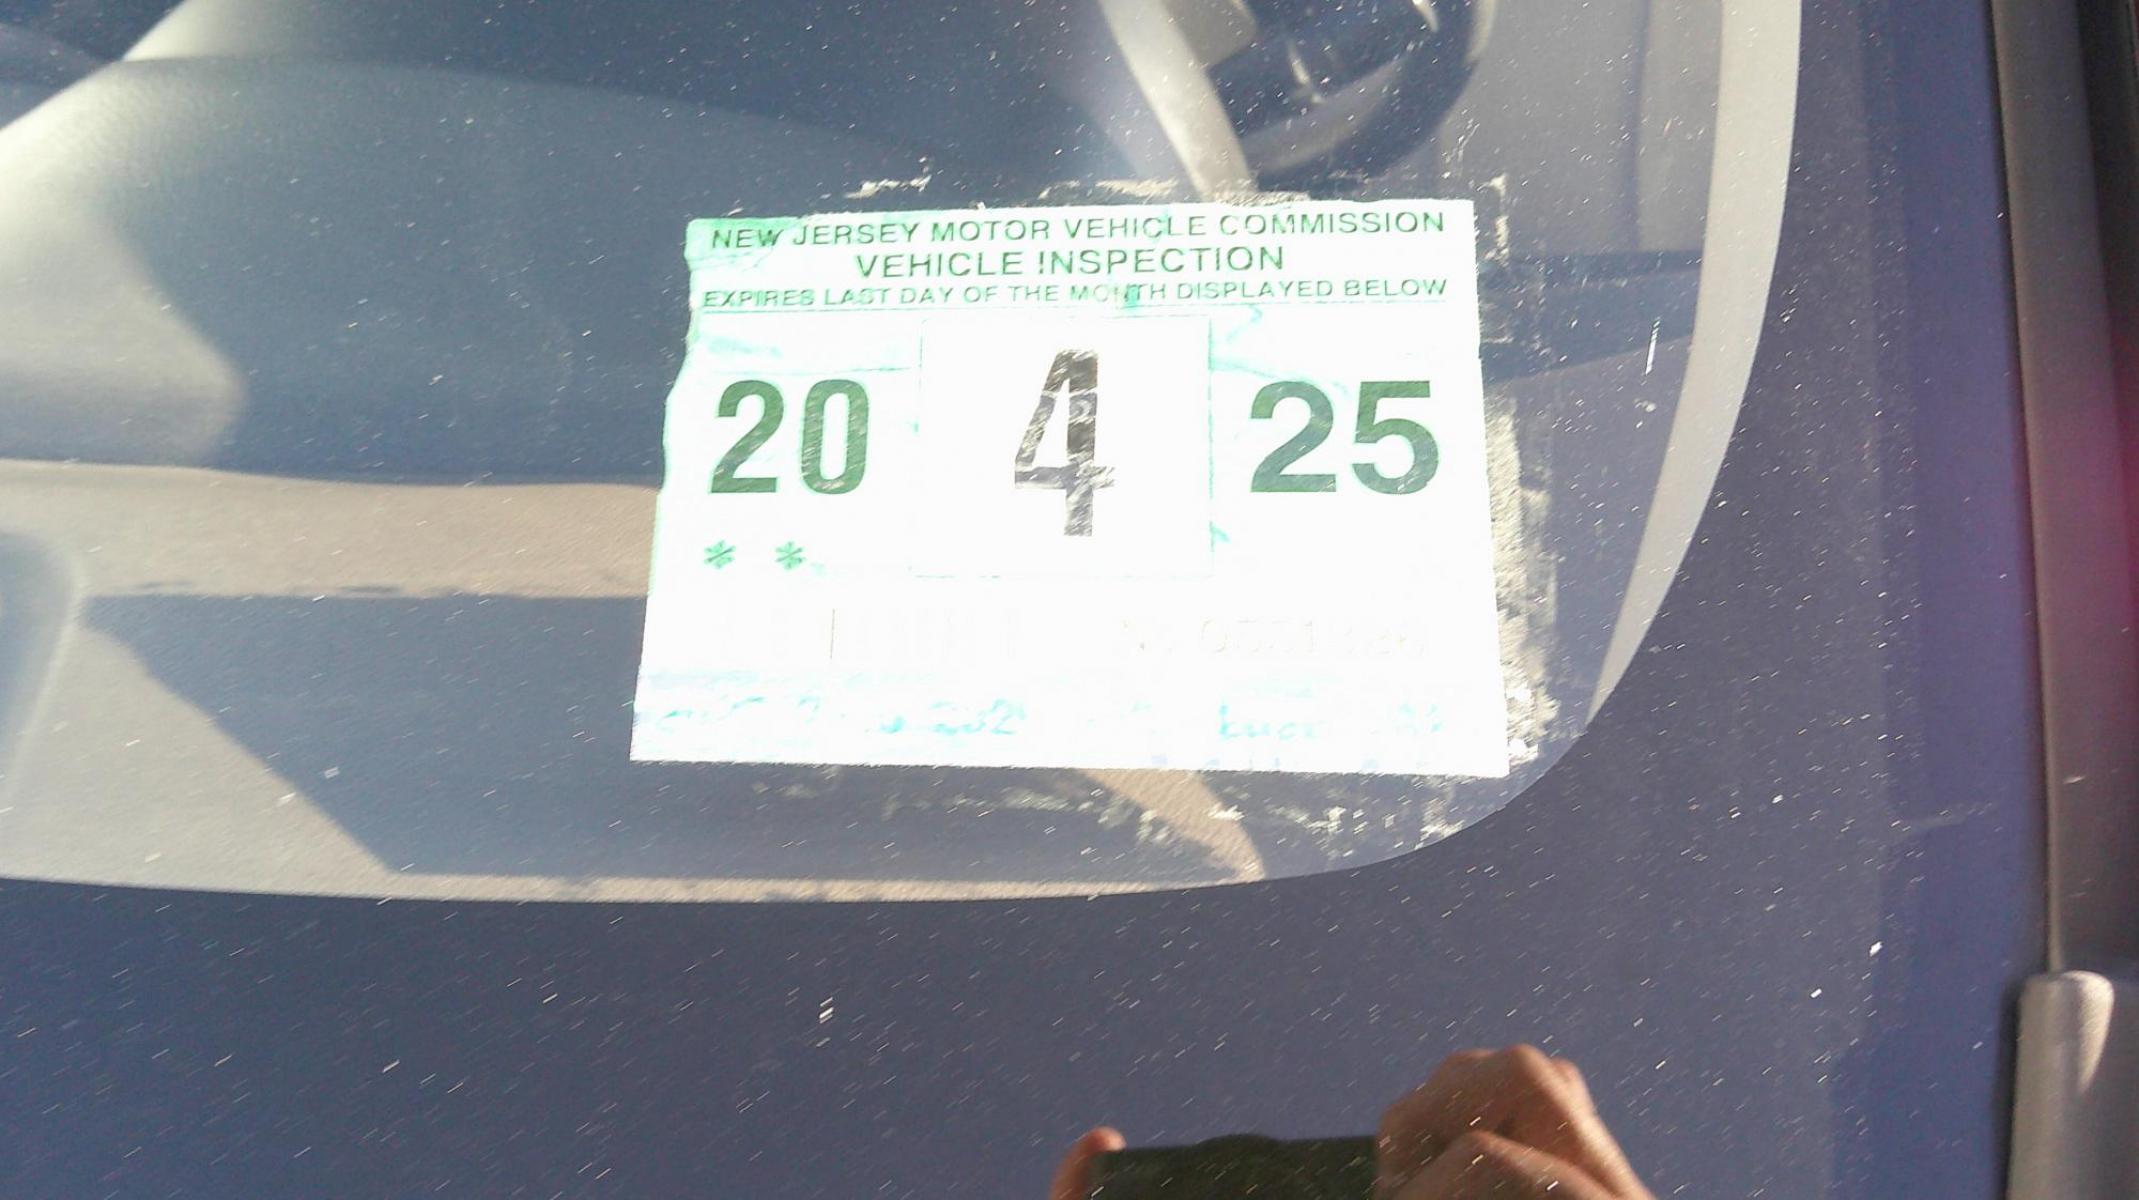 NEW JERSEY MOTOR VEHICLE COMMISSION
VEHICLE INSPECTION
EXPIRES LAST DAY OF THE MONTH DISPLAYED BELOW
20 4 25
* *